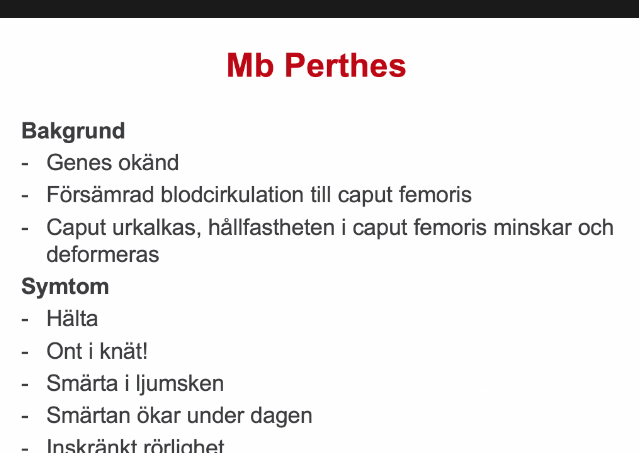 Mb Perthes
Bakgrund
- Genes okänd
- Försämrad blodcirkulation till caput femoris
- Caput urkalkas, hållfastheten i caput femoris minskar och
deformeras
Symtom
- Hälta
- Ont i knät!
- Smärta i ljumsken
- Smärtan ökar under dagen
- Inskränkt rörlighet